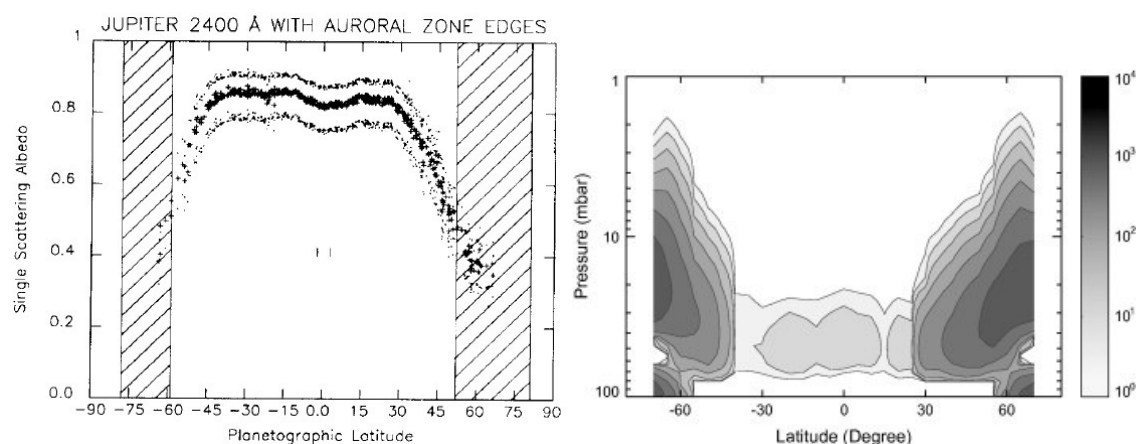 JUPITER 2400 Å WITH AURORAL ZONE EDGES
Single Scattering Albedo
1
0.8
0.6
0.4
0.2
0.0
-90 -75 -60 -45 -30 -15 0.0 15 30 45 60 75 90
Planetographic Latitude
Pressure (mbar)
1
10
100
-60 -30 0 30 60
Latitude (Degree)
10⁴
10³
10²
10¹
10⁰